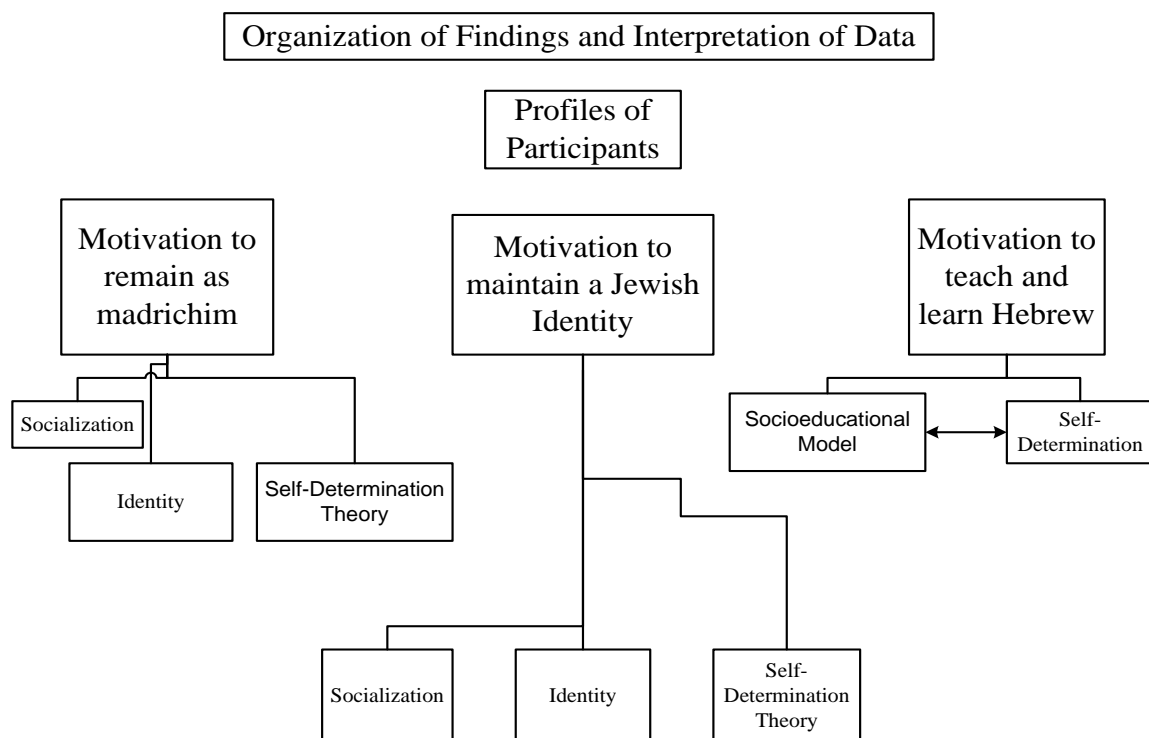 Organization of Findings and Interpretation of Data
Profiles of
Participants
Motivation to
remain as
madrichim
Motivation to
maintain a Jewish
Identity
Motivation to
teach and
learn Hebrew
Socialization
Identity
Self-Determination
Theory
Socioeducational
Model
Self-
Determination
Socialization
Identity
Self-
Determination
Theory